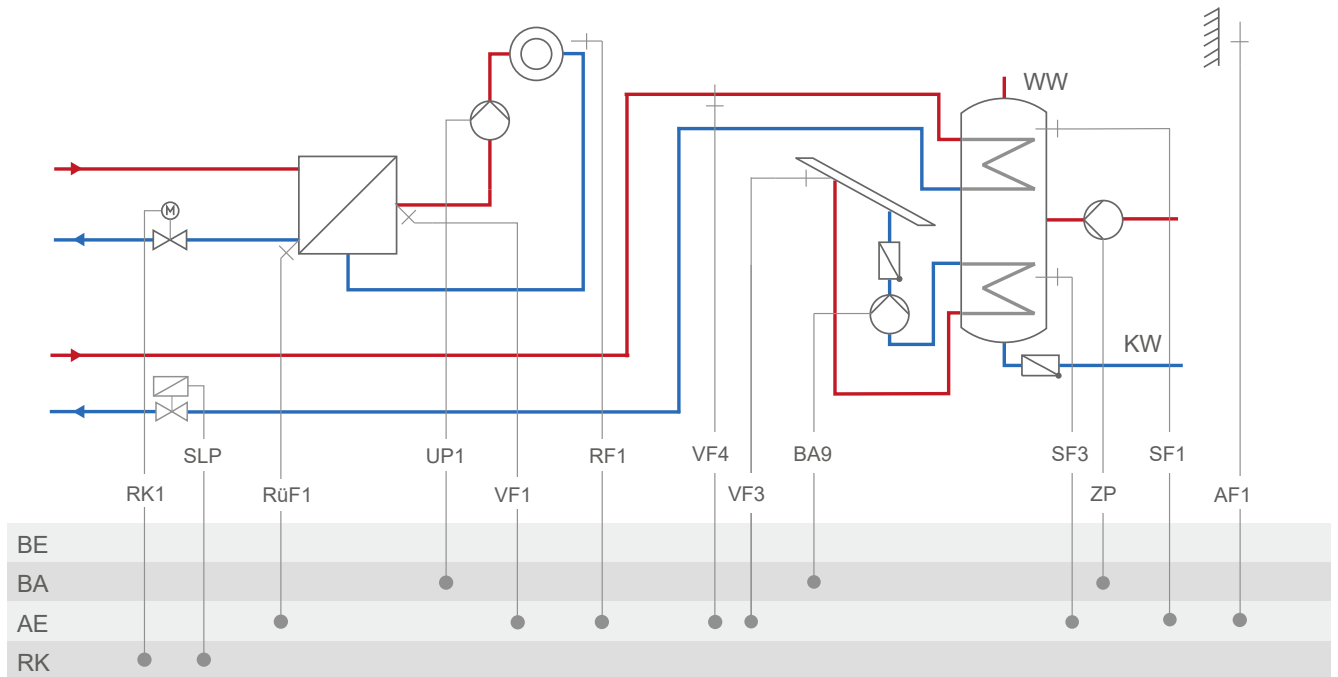 WW
M
KW
SLP UP1 RF1 VF4 BA9 SF3 SF1
RK1 RüF1 VF1 VF3 ZP AF1
BE
BA
AE
RK